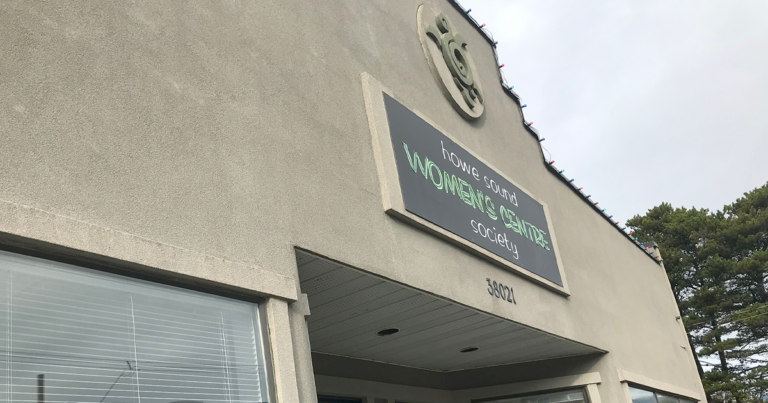 howe sound
WOMEN'S CENTRE
society
38021